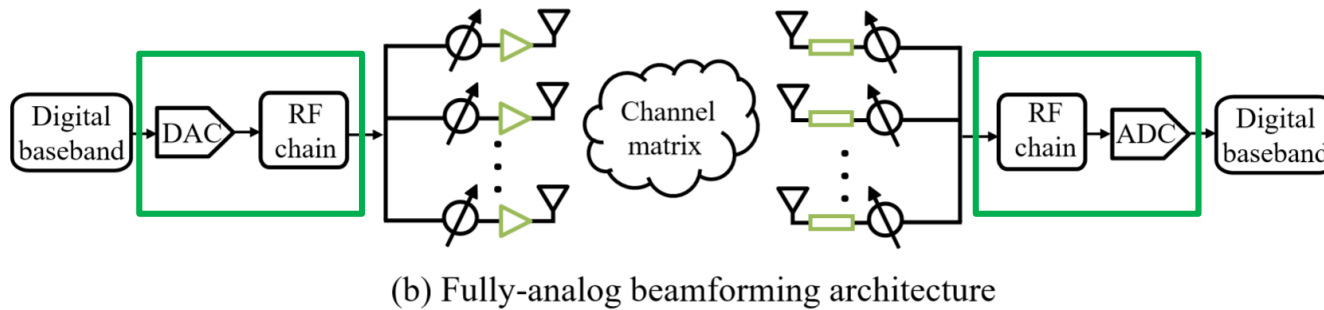 Digital
baseband
DAC
RF
chain
Channel
matrix
RF
chain
ADC
Digital
baseband
(b) Fully-analog beamforming architecture